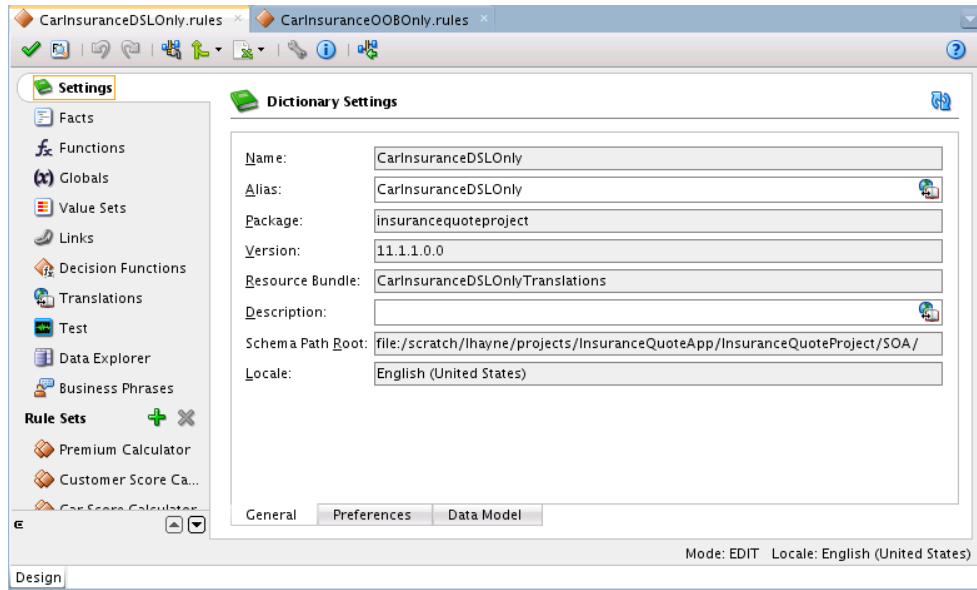 CarInsuranceDSLOnly.rules CarInsuranceOOBOnly.rules
Settings
Facts
Functions
Globals
Value Sets
Links
Decision Functions
Translations
Test
Data Explorer
Business Phrases
Rule Sets
Premium Calculator
Customer Score Ca...
Car Score Calculator
Dictionary Settings
Name: CarInsuranceDSLOnly
Alias: CarInsuranceDSLOnly
Package: insurancequoteproject
Version: 11.1.1.0.0
Resource Bundle: CarInsuranceDSLOnlyTranslations
Description:
Schema Path Root: file:/scratch/lhayne/projects/InsuranceQuoteApp/InsuranceQuoteProject/SOA/
Locale: English (United States)
General Preferences Data Model
Mode: EDIT Locale: English (United States)
Design